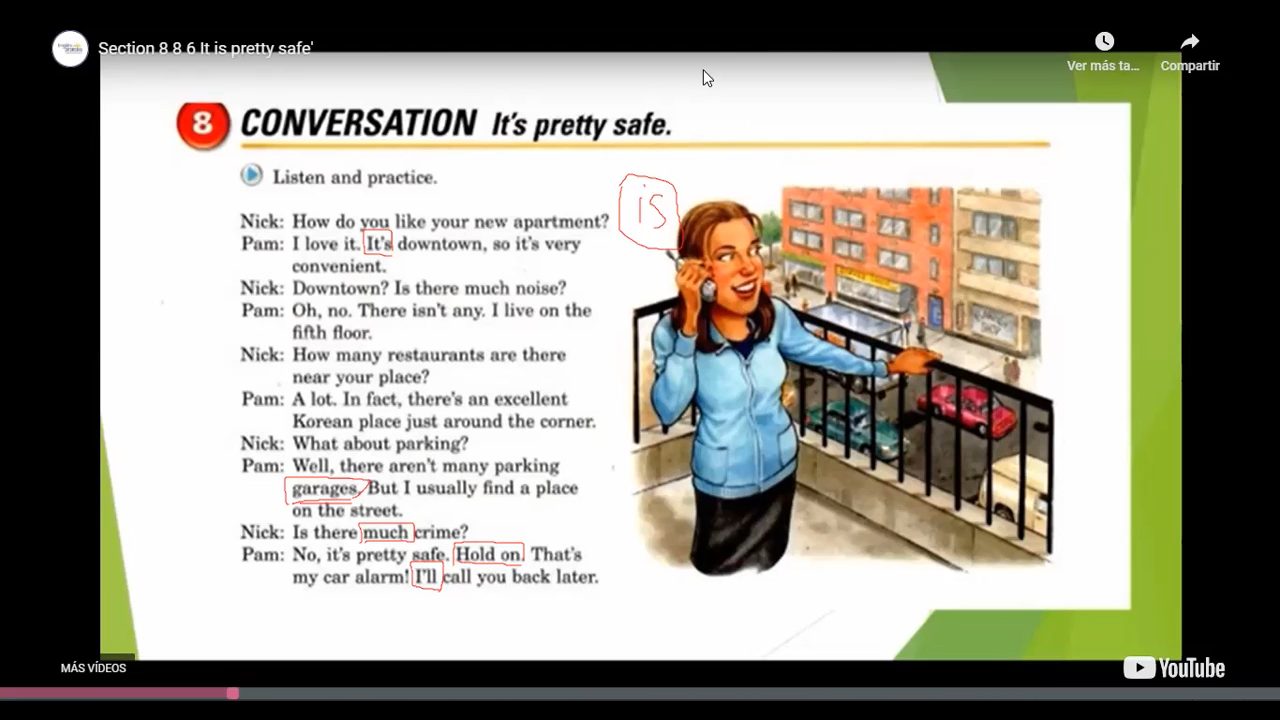 Section 8 8 6 It is pretty safe'
Ver más ta...
Compartir
8 CONVERSATION It's pretty safe.
Listen and practice.
is
Nick: How do you like your new apartment?
Pam: I love it. It's downtown, so it's very
convenient.
Nick: Downtown? Is there much noise?
Pam: Oh, no. There isn't any. I live on the
fifth floor.
Nick: How many restaurants are there
near your place?
Pam: A lot. In fact, there's an excellent
Korean place just around the corner.
Nick: What about parking?
Pam: Well, there aren't many parking
garages. But I usually find a place
on the street.
Nick: Is there much crime?
Pam: No, it's pretty safe. Hold on. That's
my car alarm! I'll call you back later.
MÁS VÍDEOS
YouTube